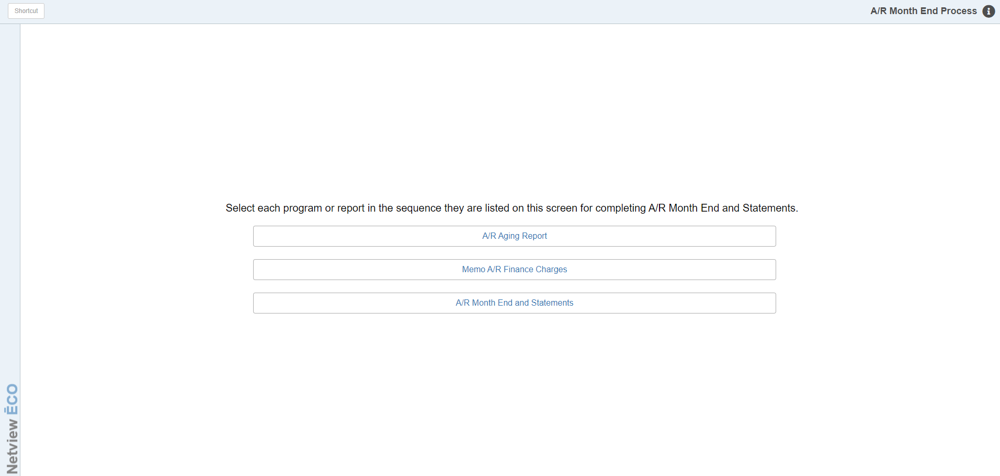 Shortcut
A/R Month End Process
Select each program or report in the sequence they are listed on this screen for completing A/R Month End and Statements.
A/R Aging Report
Memo A/R Finance Charges
A/R Month End and Statements
Netview ĒCO